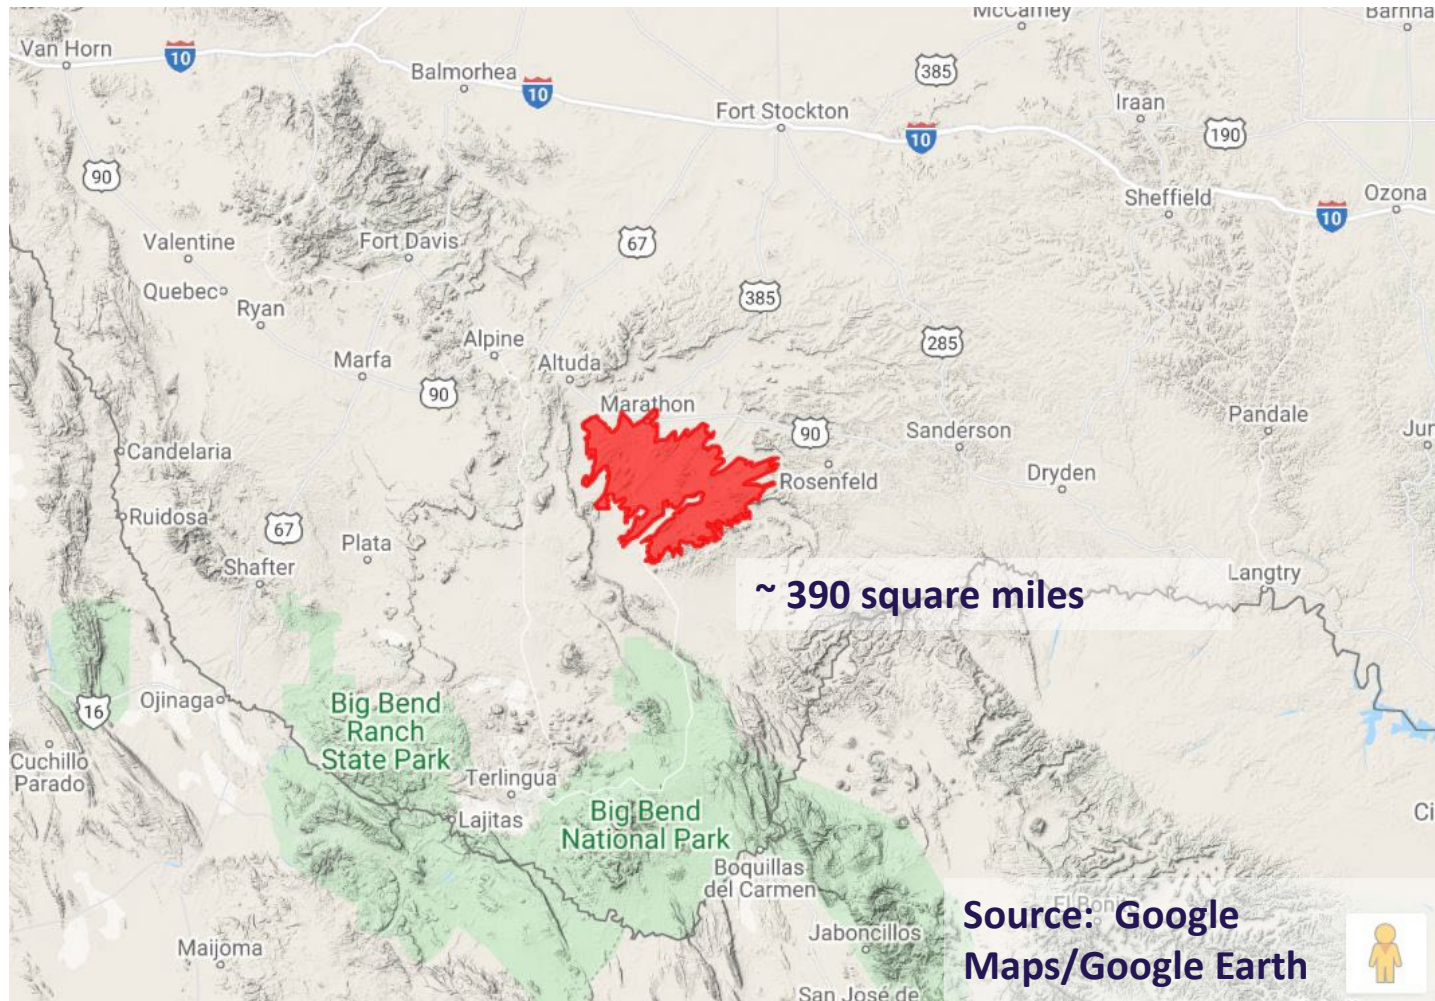 McCamey
Barnha
Van Horn
10
Balmorhea
10
385
Fort Stockton
Iraan
10
190
90
Sheffield
Ozona
10
Valentine
Fort Davis
67
Quebec
Ryan
385
Alpine
Altuda
285
Marfa
90
Marathon
Pandale
90
Sanderson
Jun
Candelaria
Rosenfeld
Dryden
Ruidosa
67
Plata
Shafter
~ 390 square miles
Langtry
Ojinaga
16
Big Bend
Ranch
State Park
Cuchillo
Parado
Terlingua
Lajitas
Big Bend
National Park
Ci
Boquillas
del Carmen
Source: Google
Maps/Google Earth
Jaboncillos
Maijoma
San José de